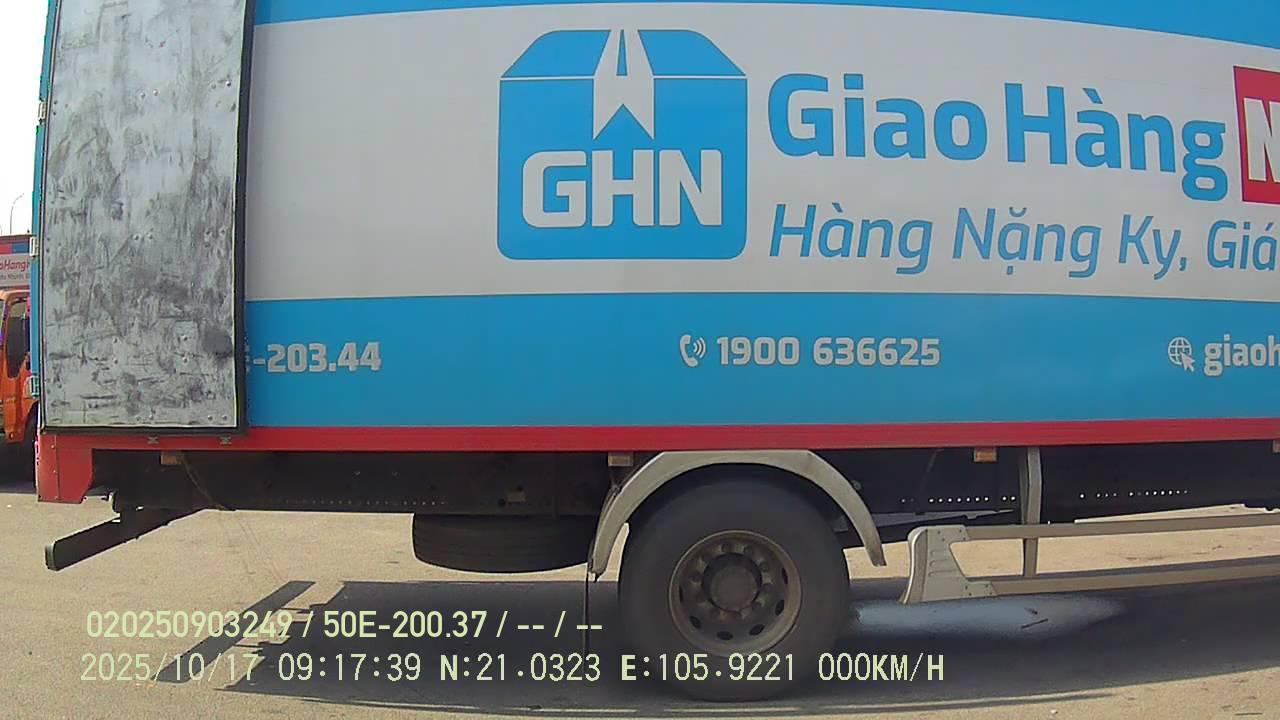 GHN
Giao Hàng N
Hàng Nặng Ky, Giá
-203.44
1900 636625
giaoh
020250903249 / 50E-200.37 / -- / --
2025/10/17 09:17:39 N:21.0323 E:105.9221 000KM/H